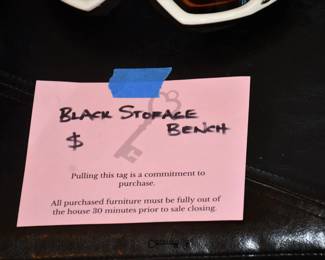 BLACK STORAGE
$ BENCH
Pulling this tag is a commitment to
purchase.
All purchased furniture must be fully out of
the house 30 minutes prior to sale closing.